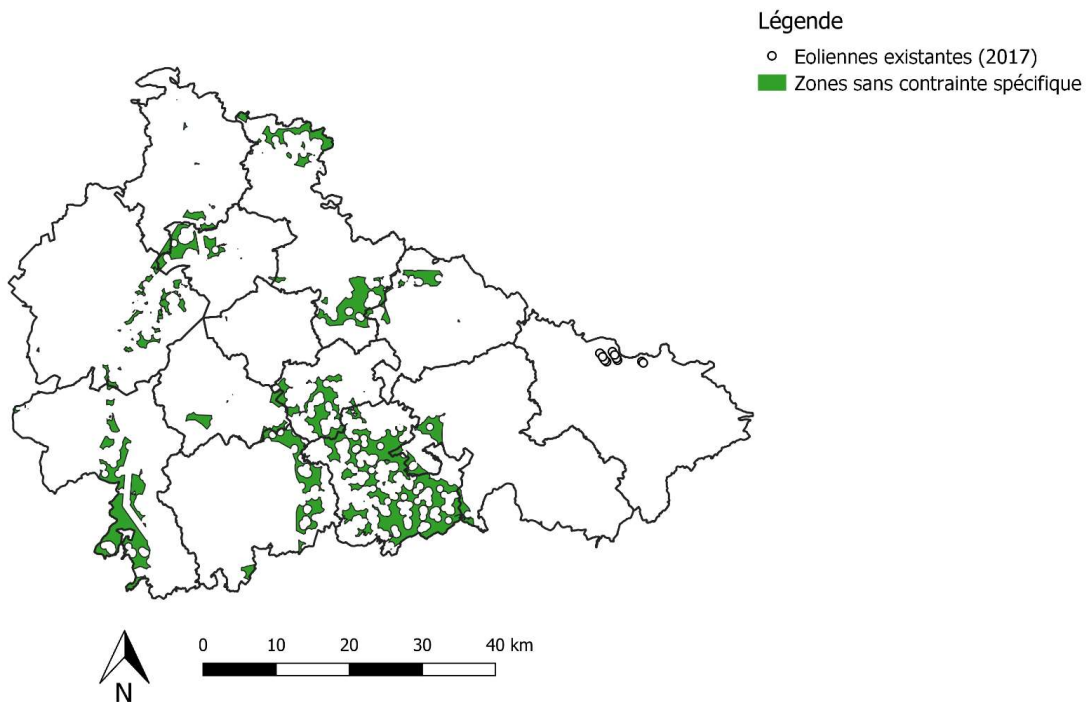 Légende
Eoliennes existantes (2017)
Zones sans contrainte spécifique
0 10 20 30 40 km
N